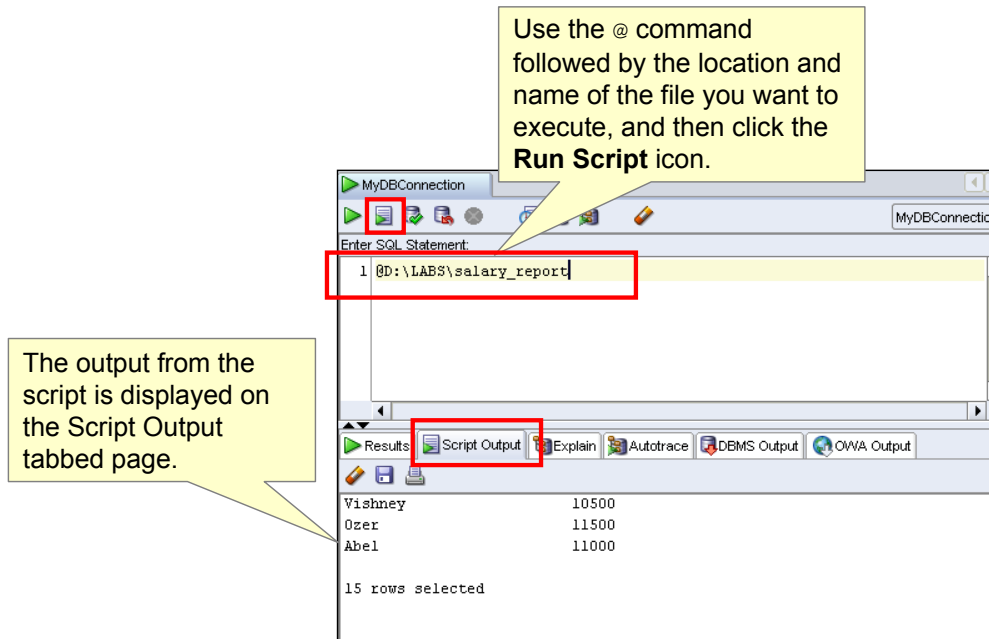 Use the @ command
followed by the location and
name of the file you want to
execute, and then click the
Run Script icon.
MyDBConnection
MyDBConnectio
Enter SQL Statement:
1 @D:\LABS\salary_report
The output from the
script is displayed on
the Script Output
tabbed page.
Results Script Output Explain Autotrace DBMS Output OWA Output
Vishney 10500
Ozer 11500
Abel 11000
15 rows selected